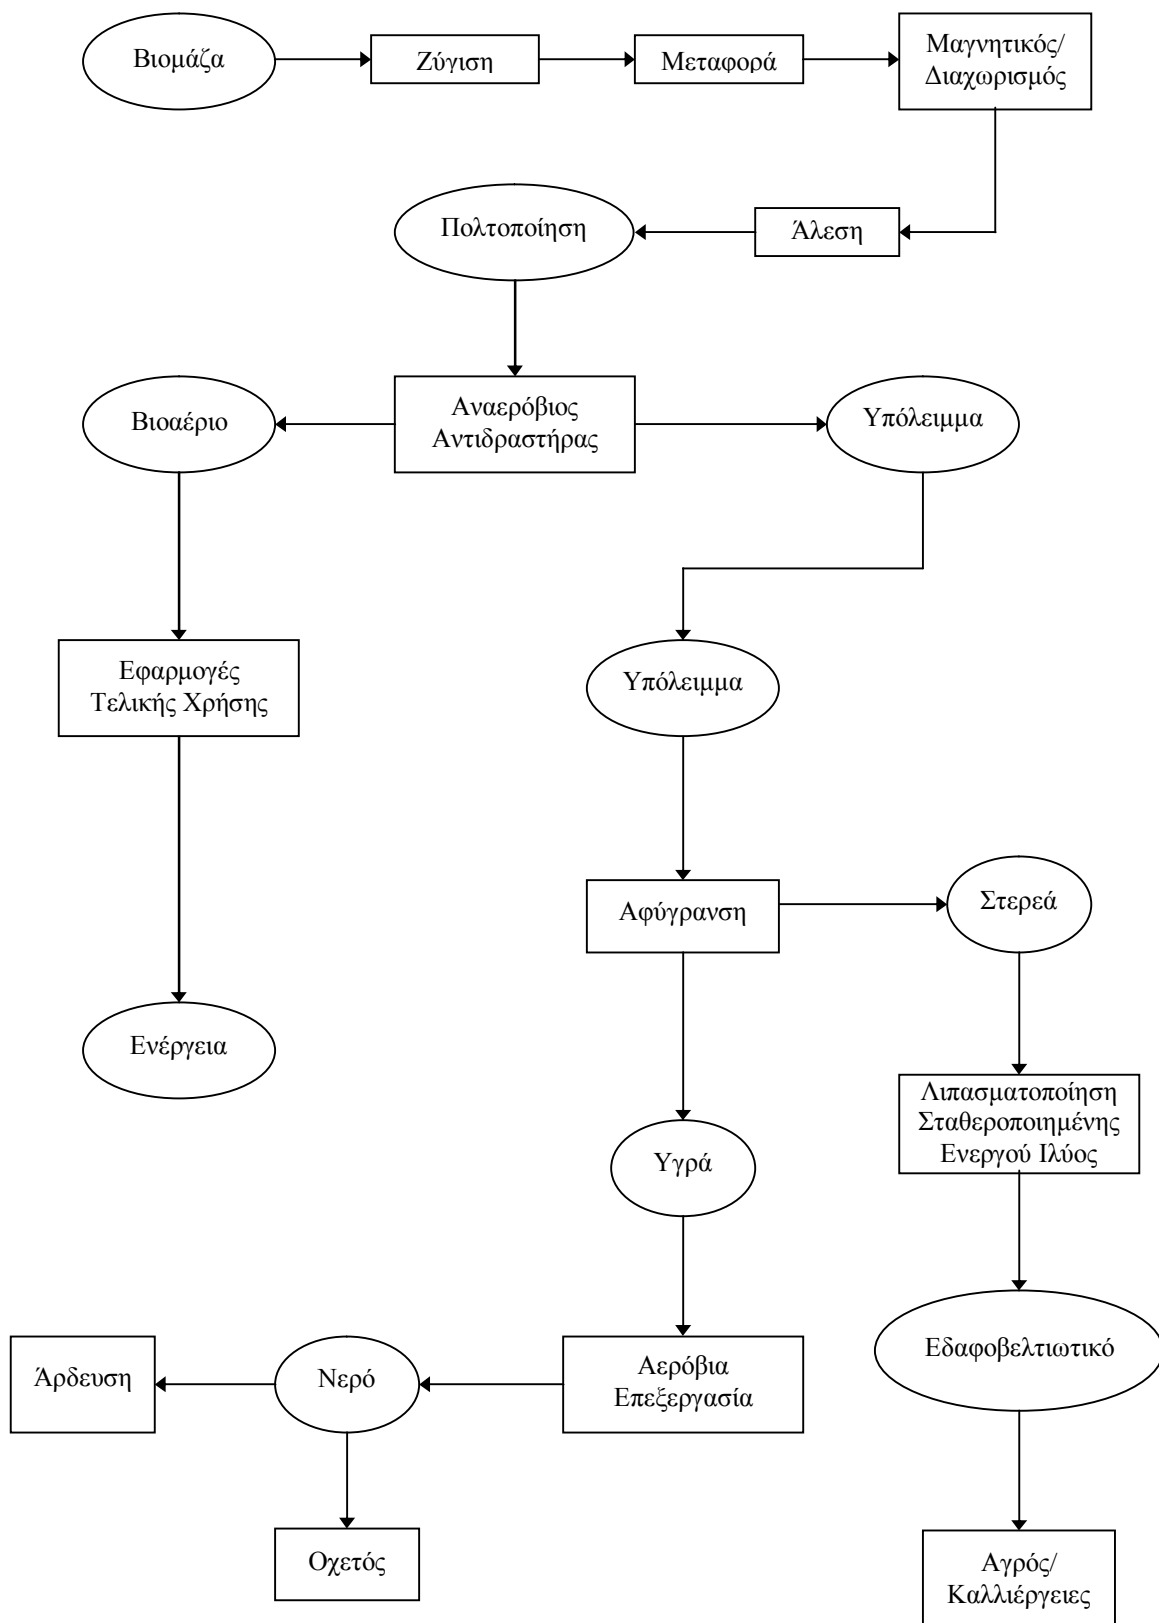 Βιομάζα
Ζύγιση
Μεταφορά
Μαγνητικός/
Διαχωρισμός
Πολτοποίηση
Άλεση
Βιοαέριο
Αναερόβιος
Αντιδραστήρας
Υπόλειμμα
Εφαρμογές
Τελικής Χρήσης
Υπόλειμμα
Αφύγρανση
Στερεά
Ενέργεια
Λιπασματοποίηση
Σταθεροποιημένης
Ενεργού Ιλύος
Υγρά
Άρδευση
Νερό
Αερόβια
Επεξεργασία
Εδαφοβελτιωτικό
Οχετός
Αγρός/
Καλλιέργειες